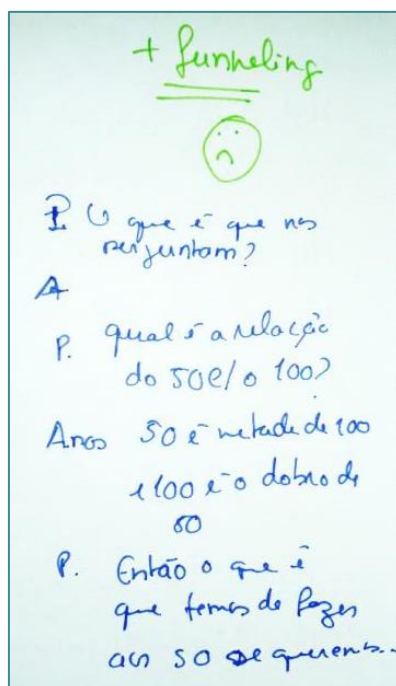 + funneling
P O que é que nos
perguntam?
A
P. qual é a relação
do 50 e/ o 100?
Anos 50 é metade de 100
e 100 é o dobro de
50
P. Então o que é
que temos de fazer
aos 50 se queremos...